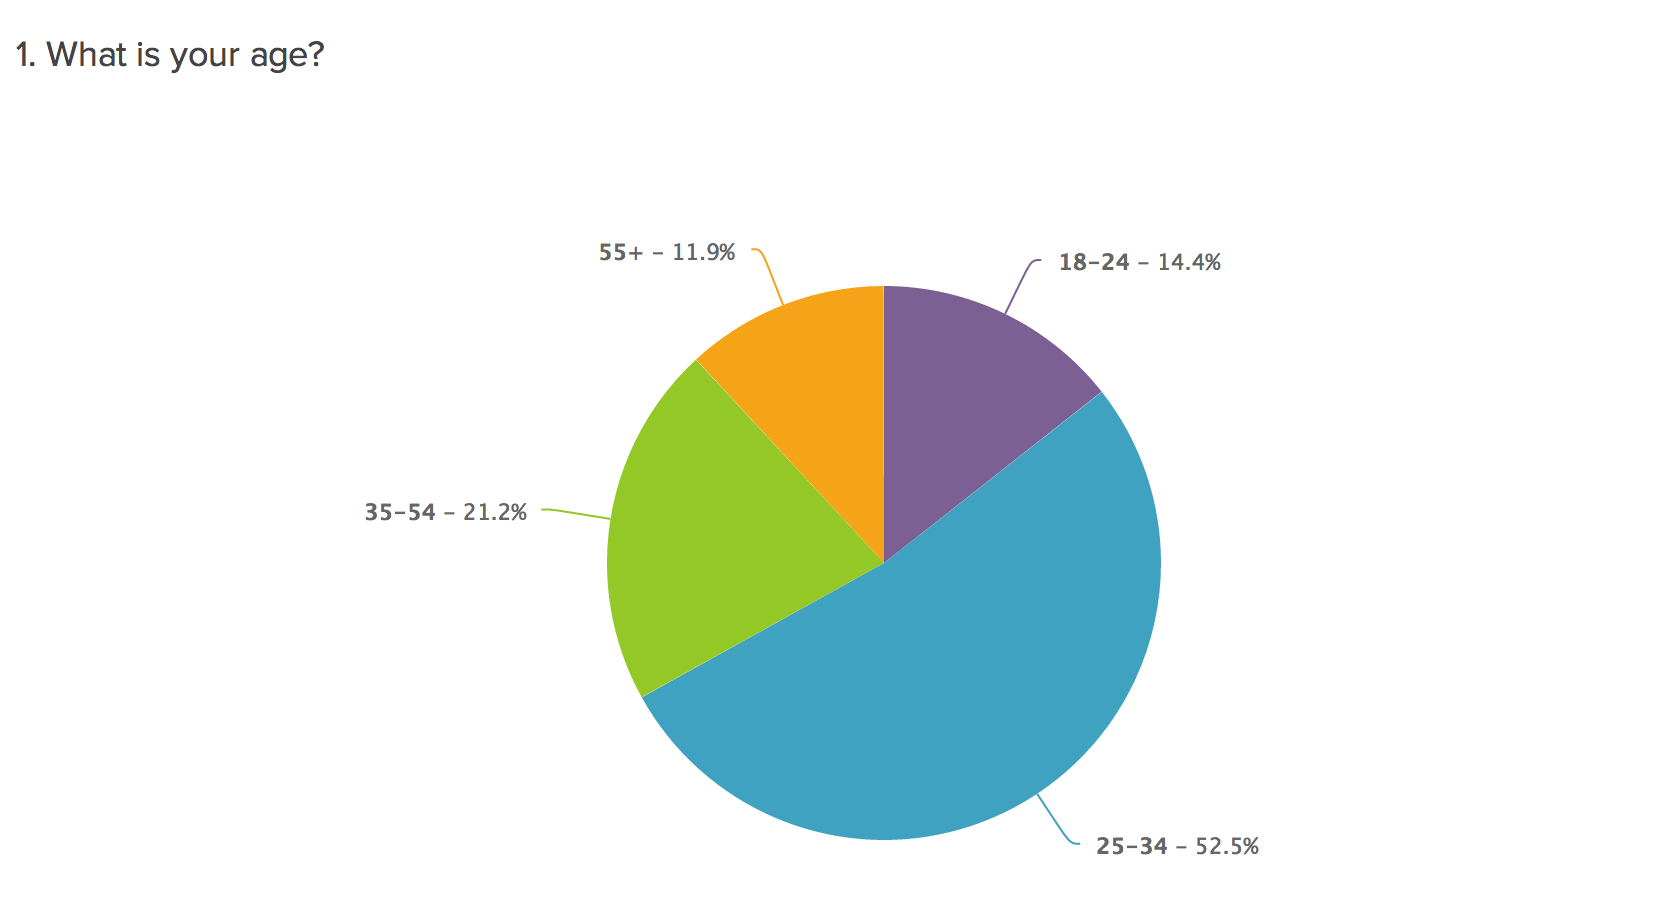 1. What is your age?
55+ – 11.9%
18–24 – 14.4%
35–54 – 21.2%
25–34 – 52.5%